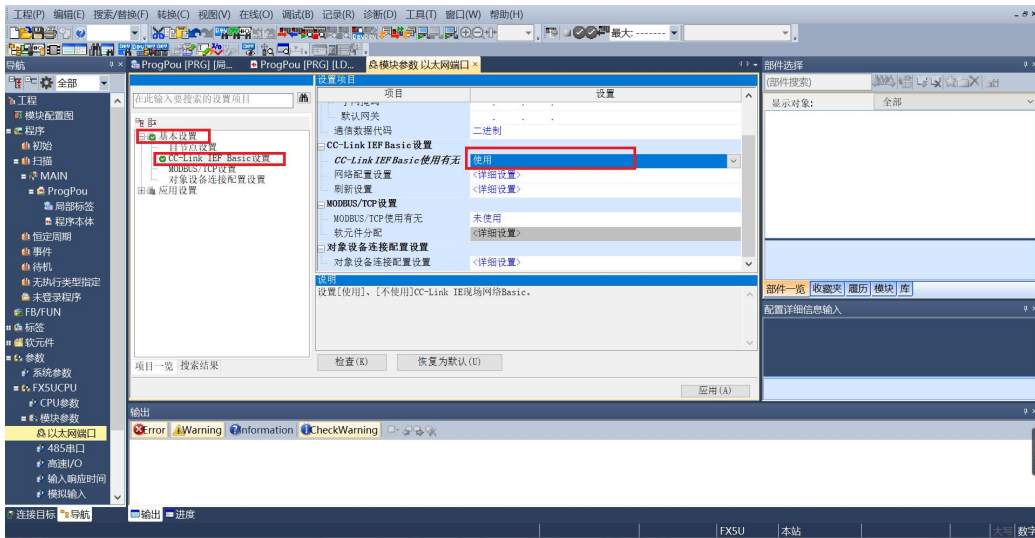 工程(P) 编辑(E) 搜索/替换(F) 转换(C) 视图(V) 在线(O) 调试(B) 记录(R) 诊断(D) 工具(T) 窗口(W) 帮助(H)
最大: -------
导航
ProgPou [PRG] [局...
ProgPou [PRG] [LD...
模块参数 以太网端口
部件选择
全部
工程
模块配置图
程序
初始
扫描
MAIN
ProgPou
局部标签
程序本体
恒定周期
事件
待机
无执行类型指定
未登录程序
FB/FUN
标签
软元件
参数
系统参数
FX5UCPU
CPU参数
模块参数
以太网端口
485串口
高速I/O
输入响应时间
模拟输入
连接目标 导航
设置项目
在此输入要搜索的设置项目
基本设置
自节点设置
CC-Link IEF Basic设置
MODBUS/TCP设置
对象设备连接配置设置
应用设置
项目一览 搜索结果
项目 设置
默认网关 . . .
通信数据代码 二进制
CC-Link IEF Basic设置
CC-Link IEF Basic使用有无 使用
网络配置设置 <详细设置>
刷新设置 <详细设置>
MODBUS/TCP设置
MODBUS/TCP使用有无 未使用
软元件分配 <详细设置>
对象设备连接配置设置
对象设备连接配置设置 <详细设置>
说明
设置[使用]、[不使用]CC-Link IE现场网络Basic。
检查(K) 恢复为默认(U)
应用(A)
(部件搜索)
显示对象: 全部
部件一览 收藏夹 履历 模块 库
配置详细信息输入
输出
Error Warning Information CheckWarning
输出 进度
FX5U 本站 大写 数字